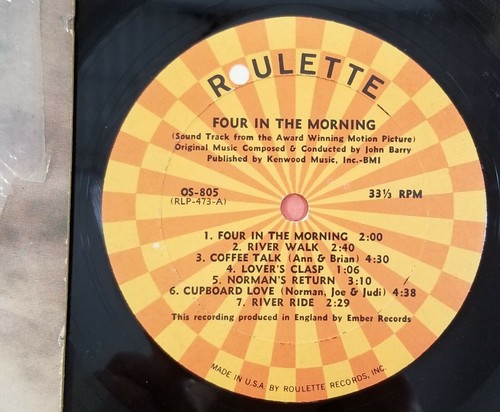 ROULETTE
FOUR IN THE MORNING
(Sound Track from the Award Winning Motion Picture)
Original Music Composed & Conducted by John Barry
Published by Kenwood Music, Inc.-BMI
OS-805 33⅓ RPM
(RLP-473-A)
1. FOUR IN THE MORNING 2:00
2. RIVER WALK 2:40
3. COFFEE TALK (Ann & Brian) 4:30
4. LOVER'S CLASP 1:06
5. NORMAN'S RETURN 3:10
6. CUPBOARD LOVE (Norman, Joe & Judi) 4:38
7. RIVER RIDE 2:29
This recording produced in England by Ember Records
MADE IN U.S.A. BY ROULETTE RECORDS, INC.